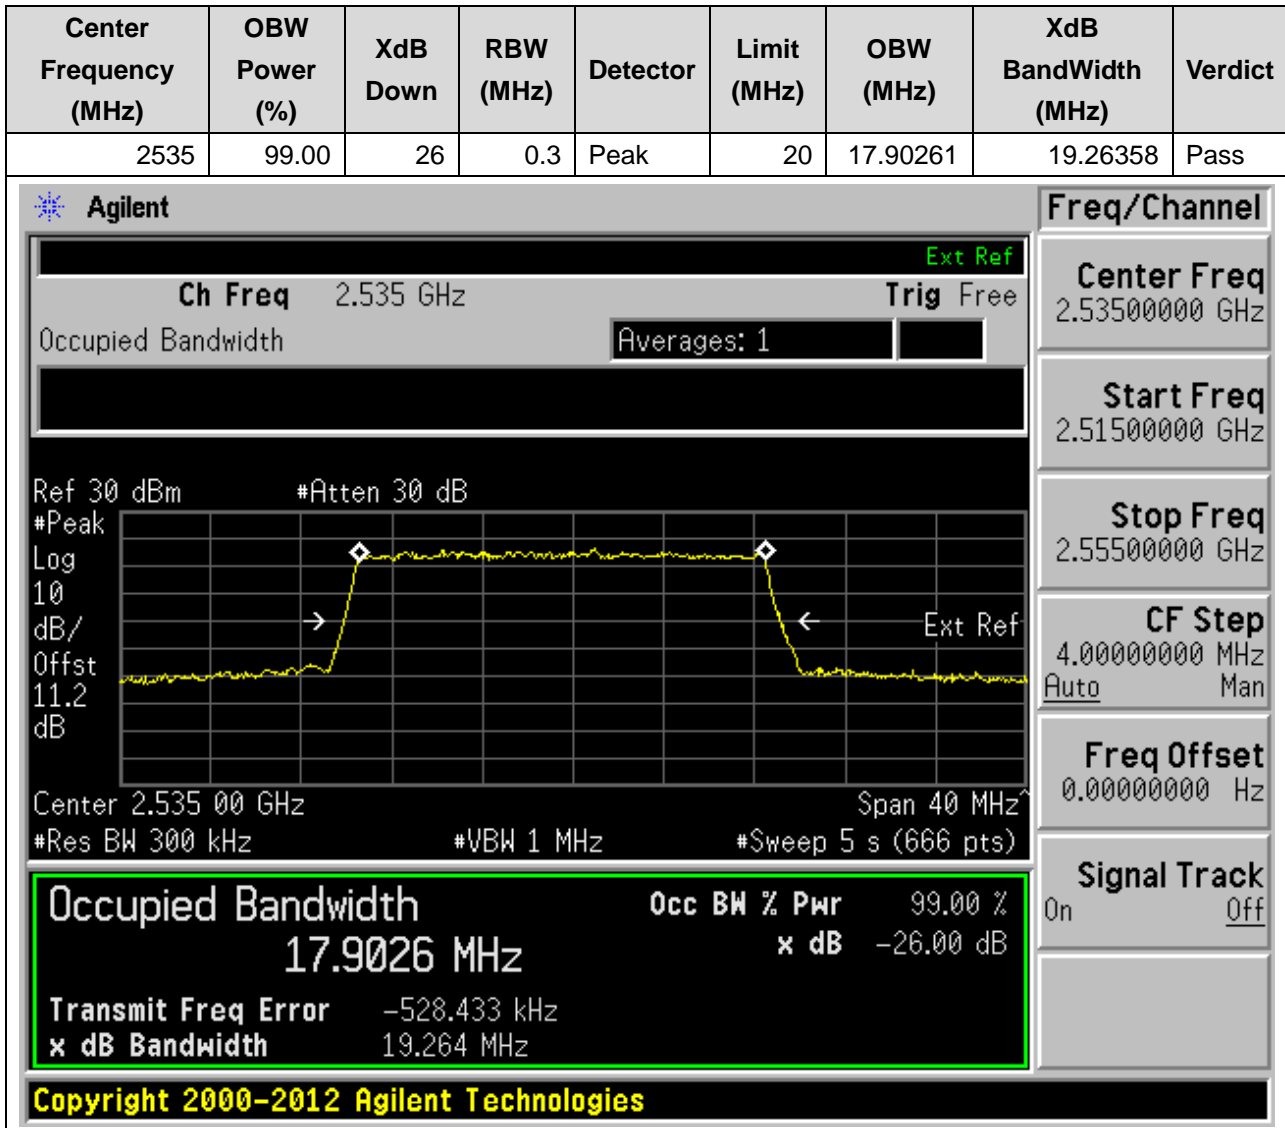 Center Frequency (MHz) OBW Power (%) XdB Down RBW (MHz) Detector Limit (MHz) OBW (MHz) XdB BandWidth (MHz) Verdict
2535 99.00 26 0.3 Peak 20 17.90261 19.26358 Pass
Agilent
Freq/Channel
Ext Ref
Ch Freq 2.535 GHz Trig Free
Occupied Bandwidth Averages: 1
Center Freq
2.53500000 GHz
Start Freq
2.51500000 GHz
Stop Freq
2.55500000 GHz
CF Step
4.00000000 MHz
Auto Man
Freq Offset
0.00000000 Hz
Signal Track
On Off
Ref 30 dBm #Atten 30 dB
#Peak
Log
10
dB/
Offst
11.2
dB
Ext Ref
Center 2.535 00 GHz Span 40 MHz^
#Res BW 300 kHz #VBW 1 MHz #Sweep 5 s (666 pts)
Occupied Bandwidth Occ BW % Pwr 99.00 %
17.9026 MHz x dB -26.00 dB
Transmit Freq Error -528.433 kHz
x dB Bandwidth 19.264 MHz
Copyright 2000-2012 Agilent Technologies